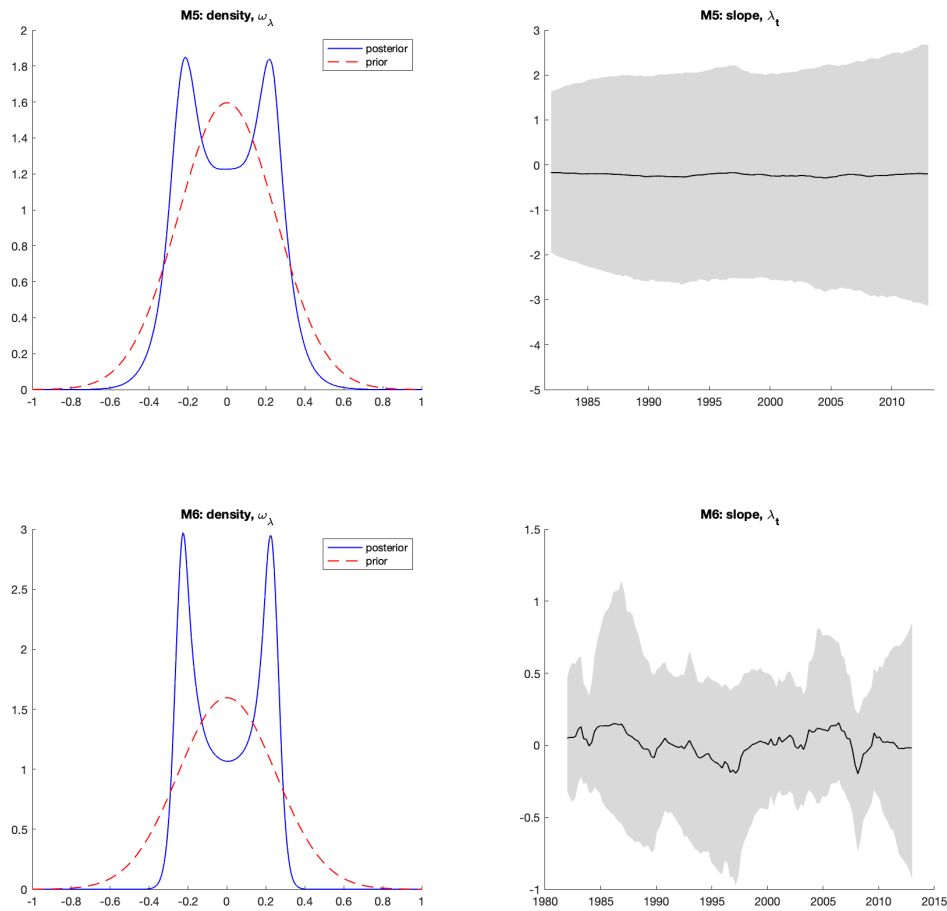 M5: density, ω_λ
2
1.8
1.6
1.4
1.2
1
0.8
0.6
0.4
0.2
0
-1 -0.8 -0.6 -0.4 -0.2 0 0.2 0.4 0.6 0.8 1
posterior
prior
M5: slope, λ_t
3
2
1
0
-1
-2
-3
-4
-5
1985 1990 1995 2000 2005 2010
M6: density, ω_λ
3
2.5
2
1.5
1
0.5
0
-1 -0.8 -0.6 -0.4 -0.2 0 0.2 0.4 0.6 0.8 1
posterior
prior
M6: slope, λ_t
1.5
1
0.5
0
-0.5
-1
1980 1985 1990 1995 2000 2005 2010 2015